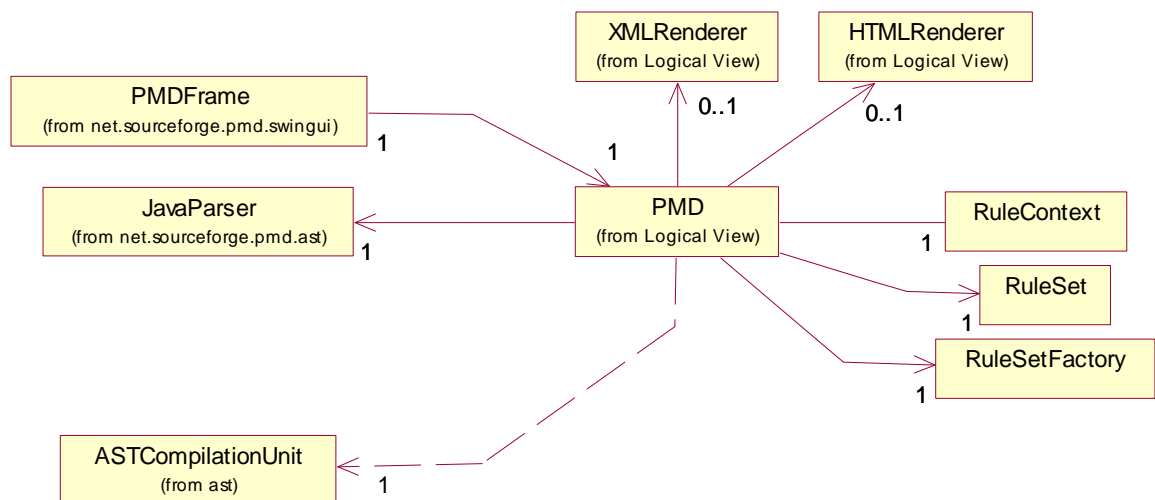 XMLRenderer
(from Logical View)
HTMLRenderer
(from Logical View)
0..1
0..1
PMDFrame
(from net.sourceforge.pmd.swingui)
1
1
JavaParser
(from net.sourceforge.pmd.ast)
1
PMD
(from Logical View)
RuleContext
1
RuleSet
1
RuleSetFactory
1
ASTCompilationUnit
(from ast)
1